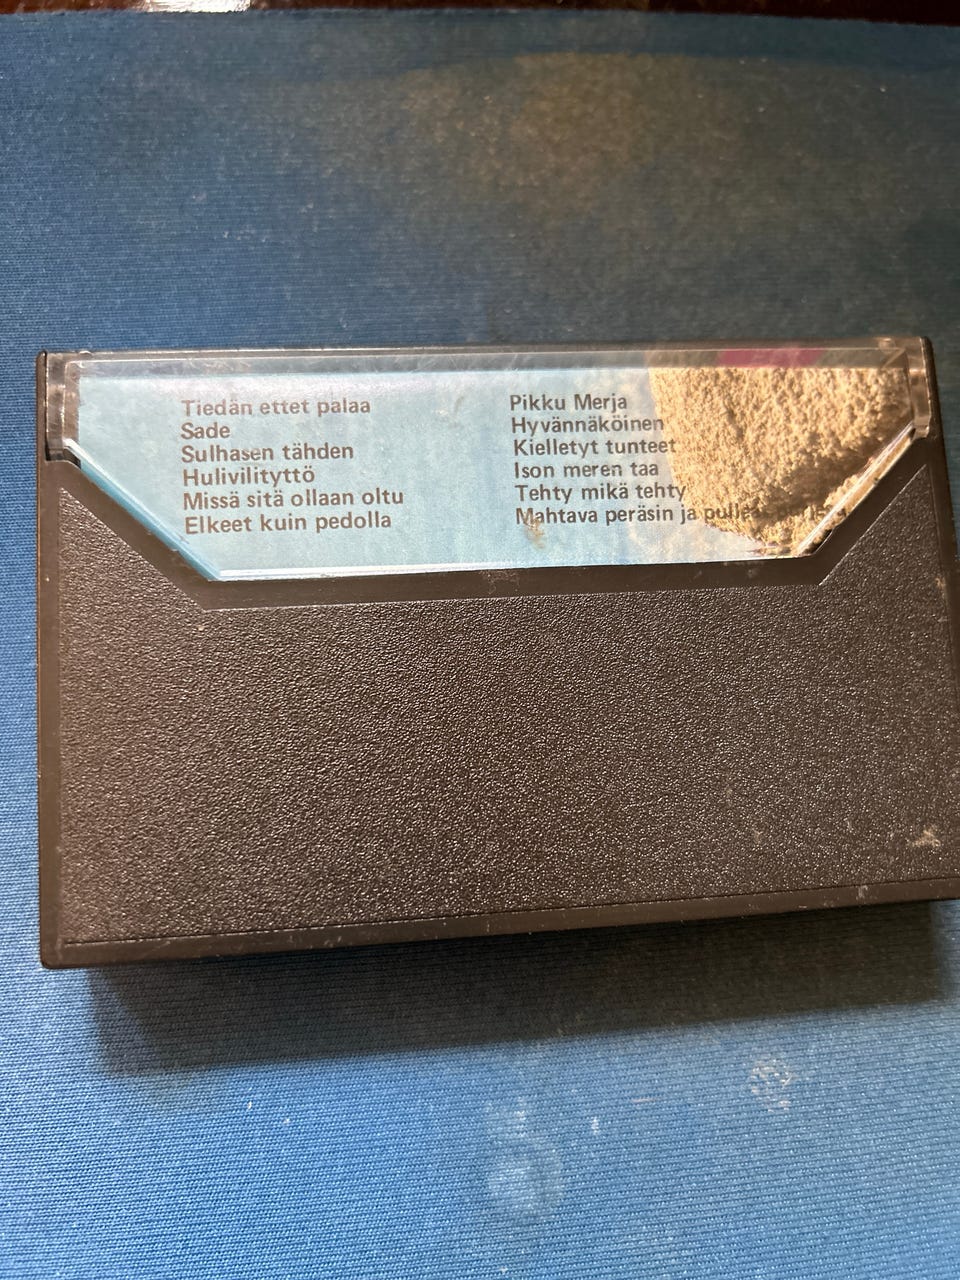 Tiedän ettet palaa
Sade
Sulhasen tähden
Hulivilityttö
Missä sitä ollaan oltu
Elkeet kuin pedolla
Pikku Merja
Hyvännäköinen
Kielletyt tunteet
Ison meren taa
Tehty mikä tehty
Mahtava peräsin ja